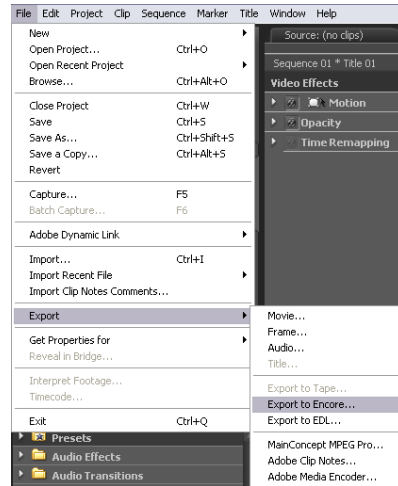 File Edit Project Clip Sequence Marker Title Window Help
New
Open Project... Ctrl+O
Open Recent Project
Browse... Ctrl+Alt+O
Close Project Ctrl+W
Save Ctrl+S
Save As... Ctrl+Shift+S
Save a Copy... Ctrl+Alt+S
Revert
Capture... F5
Batch Capture... F6
Adobe Dynamic Link
Import... Ctrl+I
Import Recent File
Import Clip Notes Comments...
Export
Get Properties for
Reveal in Bridge...
Interpret Footage...
Timecode...
Exit Ctrl+Q
Presets
Audio Effects
Audio Transitions
Source: (no clips)
Sequence 01 * Title 01
Video Effects
Motion
Opacity
Time Remapping
Movie...
Frame...
Audio...
Title...
Export to Tape...
Export to Encore...
Export to EDL...
MainConcept MPEG Pro...
Adobe Clip Notes...
Adobe Media Encoder...